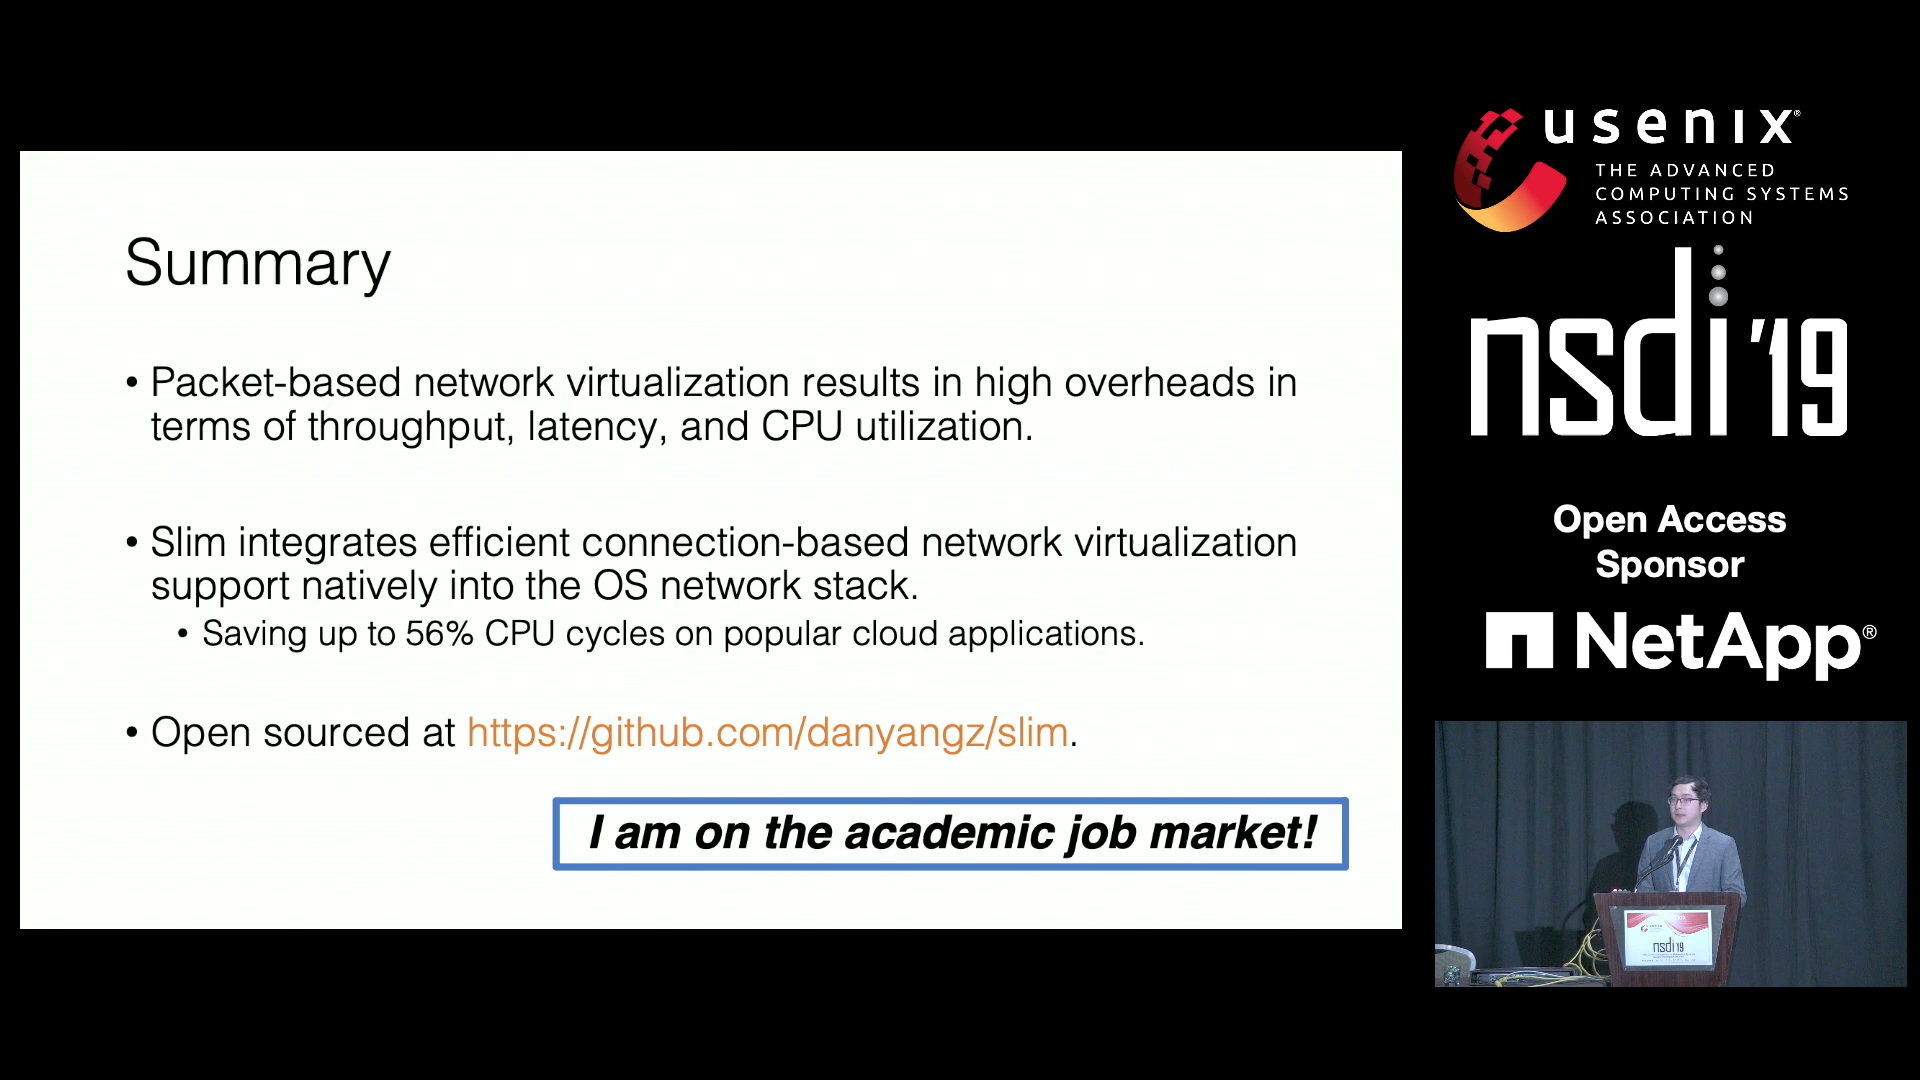 Summary
• Packet-based network virtualization results in high overheads in
terms of throughput, latency, and CPU utilization.
• Slim integrates efficient connection-based network virtualization
support natively into the OS network stack.
• Saving up to 56% CPU cycles on popular cloud applications.
• Open sourced at https://github.com/danyangz/slim.
I am on the academic job market!
usenix®
THE ADVANCED
COMPUTING SYSTEMS
ASSOCIATION
nsdi '19
Open Access
Sponsor
NetApp®
usenix
nsdi '19